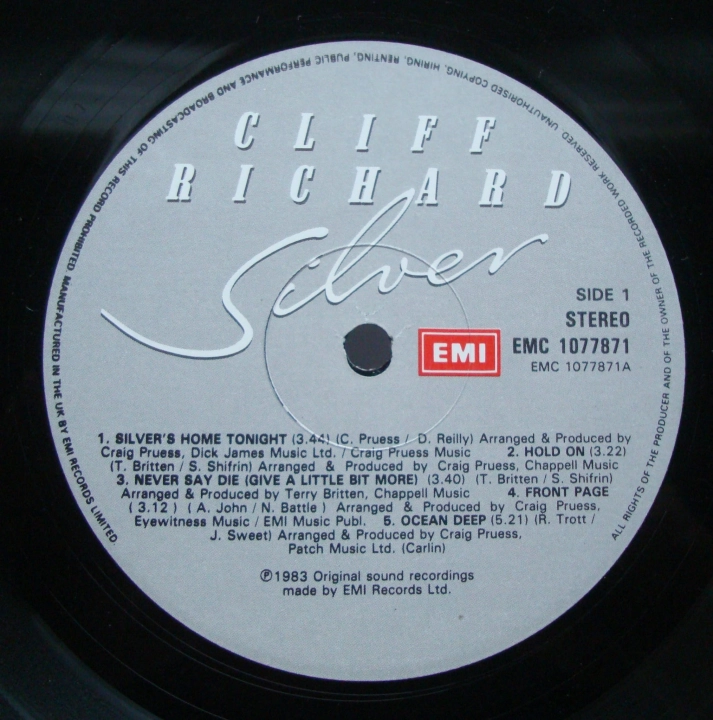 CLIFF
RICHARD
Silver
SIDE 1
STEREO
EMI
EMC 1077871
EMC 1077871A
1. SILVER'S HOME TONIGHT (3.44) (C. Pruess / D. Reilly) Arranged & Produced by
Craig Pruess, Dick James Music Ltd. / Craig Pruess Music 2. HOLD ON (3.22)
(T. Britten / S. Shifrin) Arranged & Produced by Craig Pruess, Chappell Music
3. NEVER SAY DIE (GIVE A LITTLE BIT MORE) (3.40) (T. Britten / S. Shifrin)
Arranged & Produced by Terry Britten, Chappell Music 4. FRONT PAGE
(3.12) (A. John / N. Battle) Arranged & Produced by Craig Pruess,
Eyewitness Music / EMI Music Publ. 5. OCEAN DEEP (5.21) (R. Trott /
J. Sweet) Arranged & Produced by Craig Pruess,
Patch Music Ltd. (Carlin)
℗1983 Original sound recordings
made by EMI Records Ltd.
ALL RIGHTS OF THE PRODUCER AND OF THE OWNER OF THE RECORDED WORK RESERVED. UNAUTHORISED COPYING, HIRING, RENTING, PUBLIC PERFORMANCE AND BROADCASTING OF THIS RECORD PROHIBITED. MANUFACTURED IN THE UK BY EMI RECORDS LIMITED.